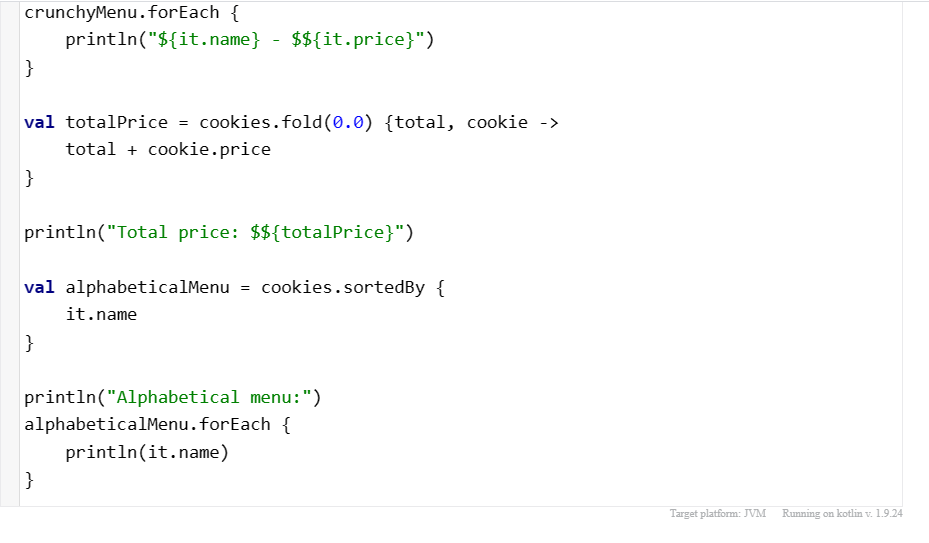 crunchyMenu.forEach {
    println("${it.name} - $${it.price}")
}

val totalPrice = cookies.fold(0.0) {total, cookie ->
    total + cookie.price
}

println("Total price: $${totalPrice}")

val alphabeticalMenu = cookies.sortedBy {
    it.name
}

println("Alphabetical menu:")
alphabeticalMenu.forEach {
    println(it.name)
}
Target platform: JVM Running on kotlin v. 1.9.24